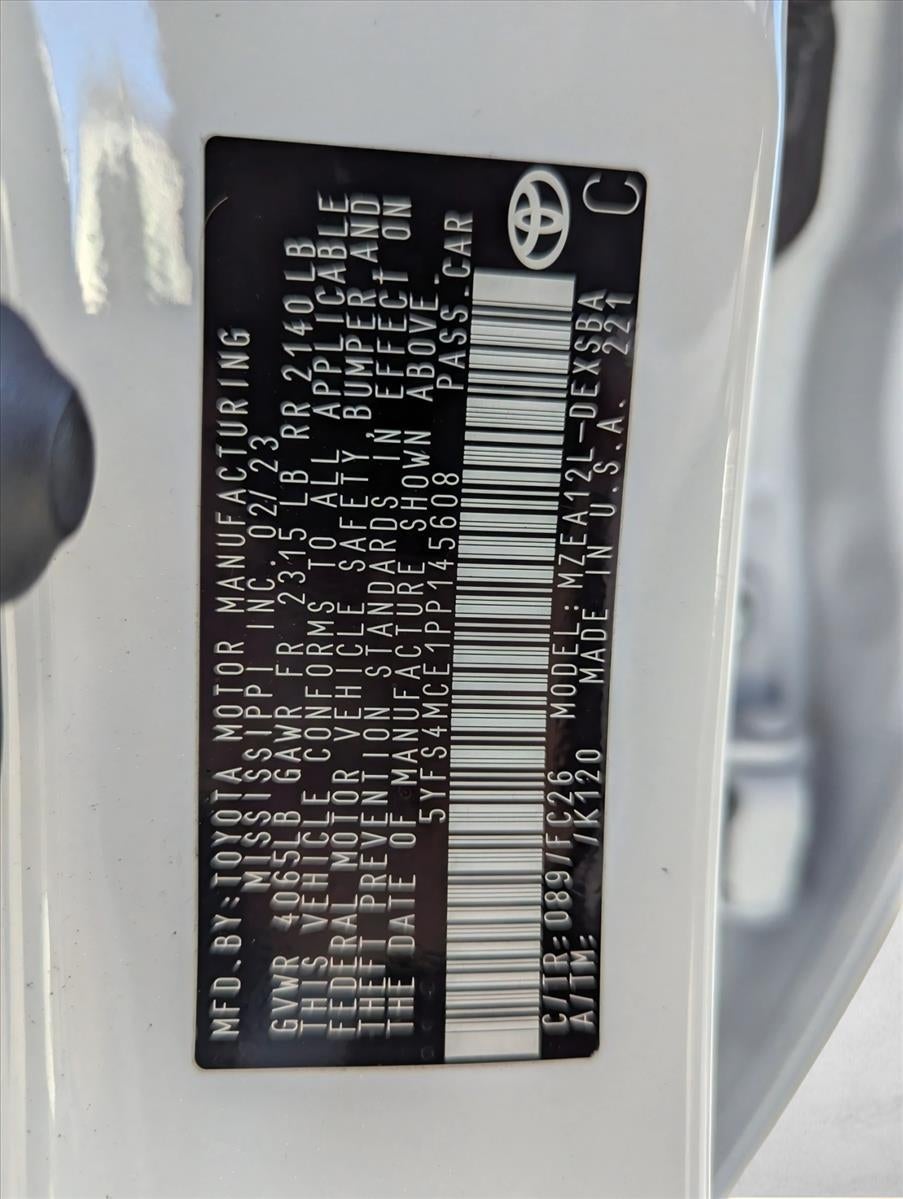 MFD.BY:TOYOTA MOTOR MANUFACTURING
MISSISSIPPI INC. 02/23
GVWR 4065LB GAWR FR 2315 LB RR 2140LB
THIS VEHICLE CONFORMS TO ALL APPLICABLE
FEDERAL MOTOR VEHICLE SAFETY, BUMPER AND
THEFT PREVENTION STANDARDS IN EFFECT ON
THE DATE OF MANUFACTURE SHOWN ABOVE.
5YFS4MCE1PP145608 PASS.CAR
C/TR:089/FC26 MODEL:MZEA12L-DEXSBA
A/TM: /K120 MADE IN U.S.A. 221
C